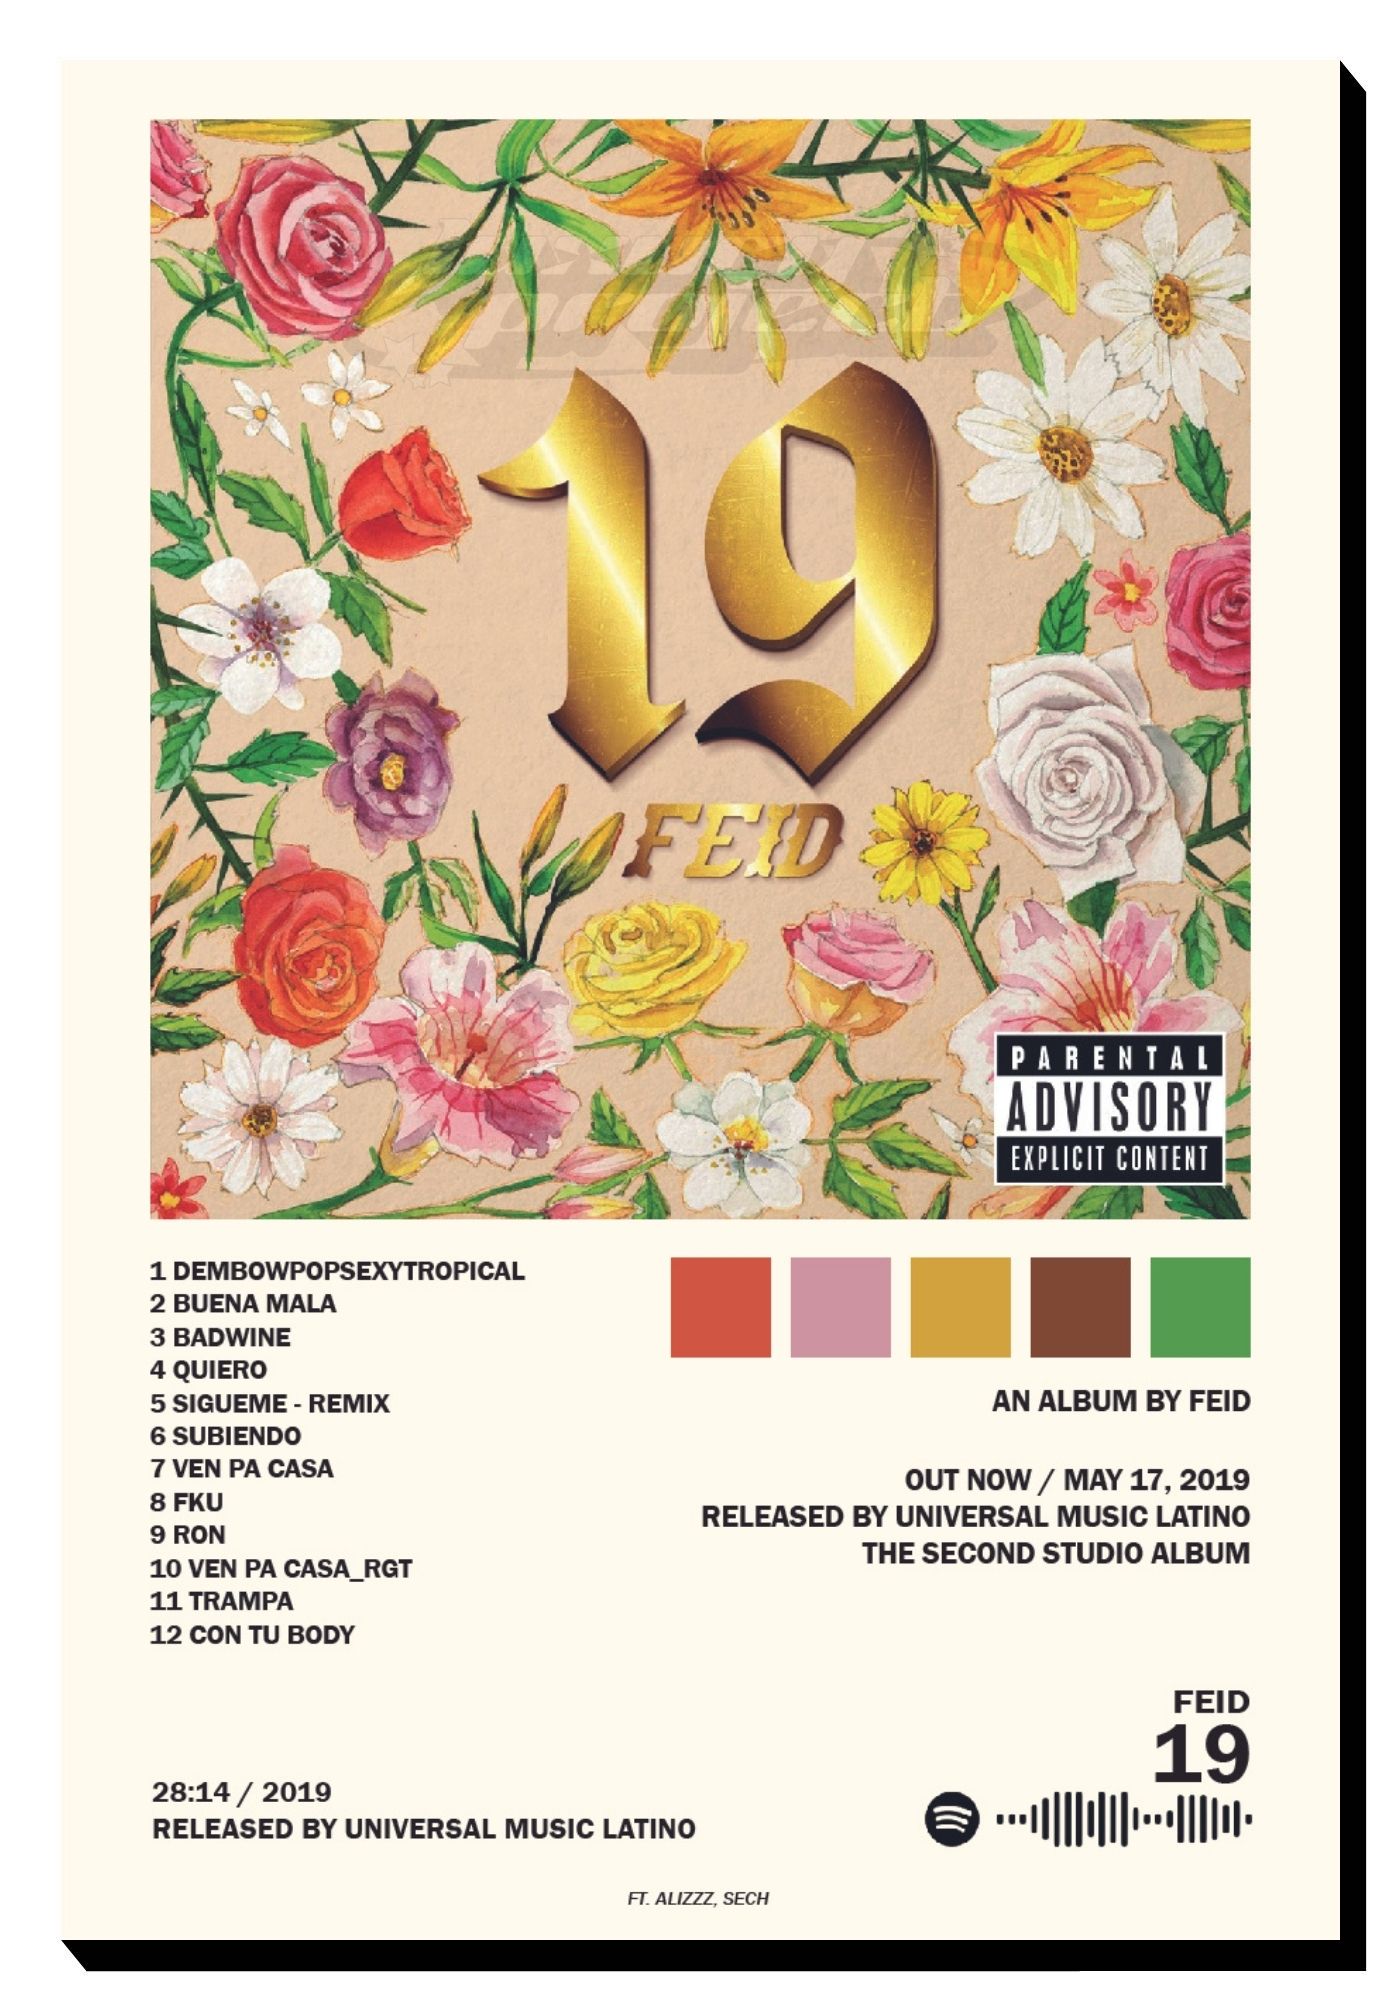 19
FEID
PARENTAL
ADVISORY
EXPLICIT CONTENT
1 DEMBOWPOPSEXYTROPICAL
2 BUENA MALA
3 BADWINE
4 QUIERO
5 SIGUEME - REMIX
6 SUBIENDO
7 VEN PA CASA
8 FKU
9 RON
10 VEN PA CASA_RGT
11 TRAMPA
12 CON TU BODY
AN ALBUM BY FEID
OUT NOW / MAY 17, 2019
RELEASED BY UNIVERSAL MUSIC LATINO
THE SECOND STUDIO ALBUM
FEID
19
28:14 / 2019
RELEASED BY UNIVERSAL MUSIC LATINO
FT. ALIZZZ, SECH